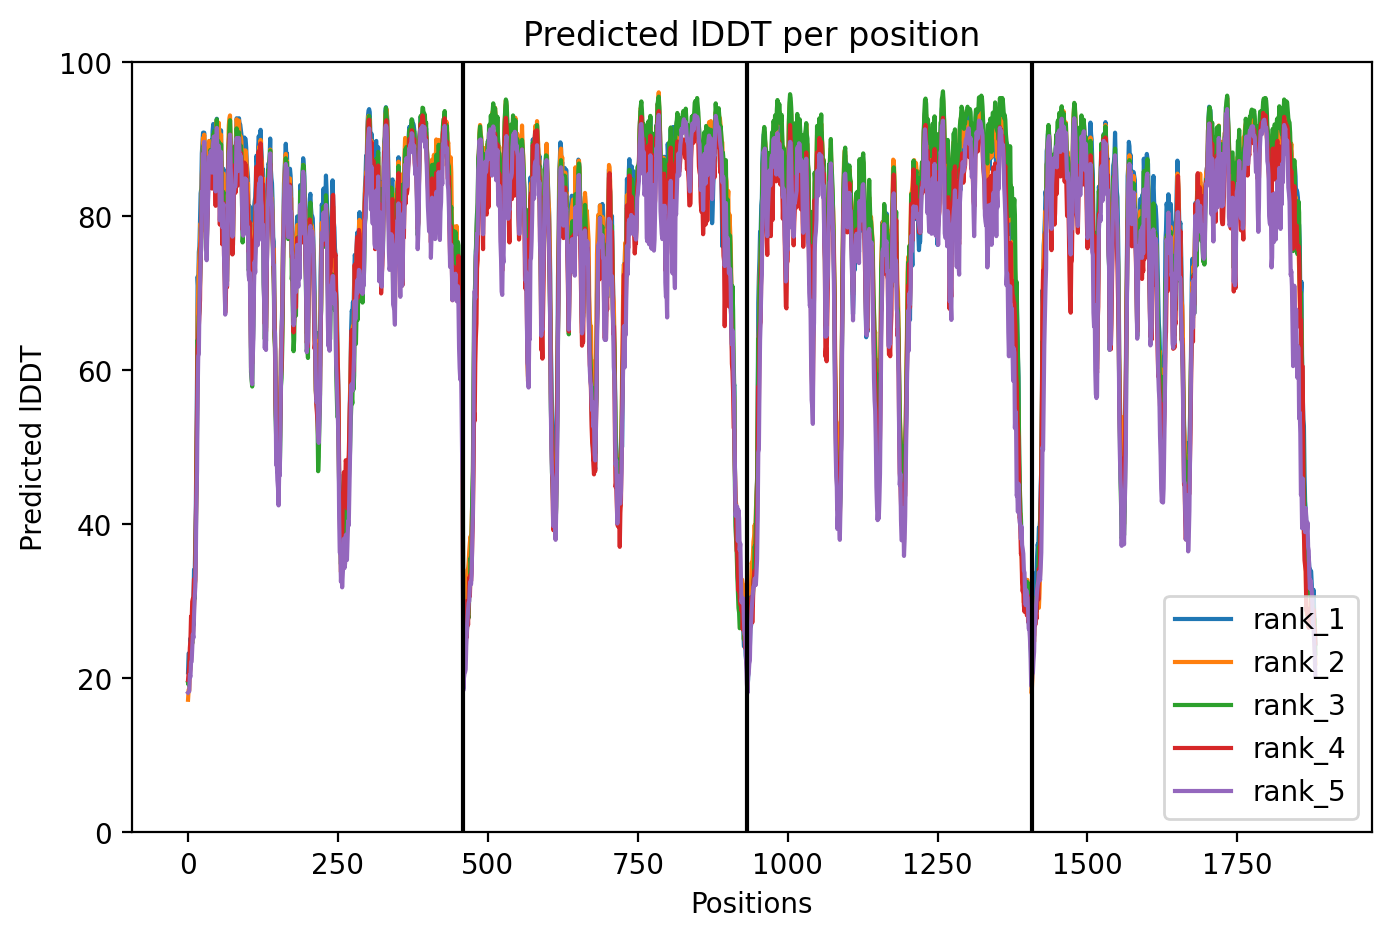 Predicted lDDT per position
Predicted lDDT
100
80
60
40
20
0
0 250 500 750 1000 1250 1500 1750
Positions
rank_1
rank_2
rank_3
rank_4
rank_5